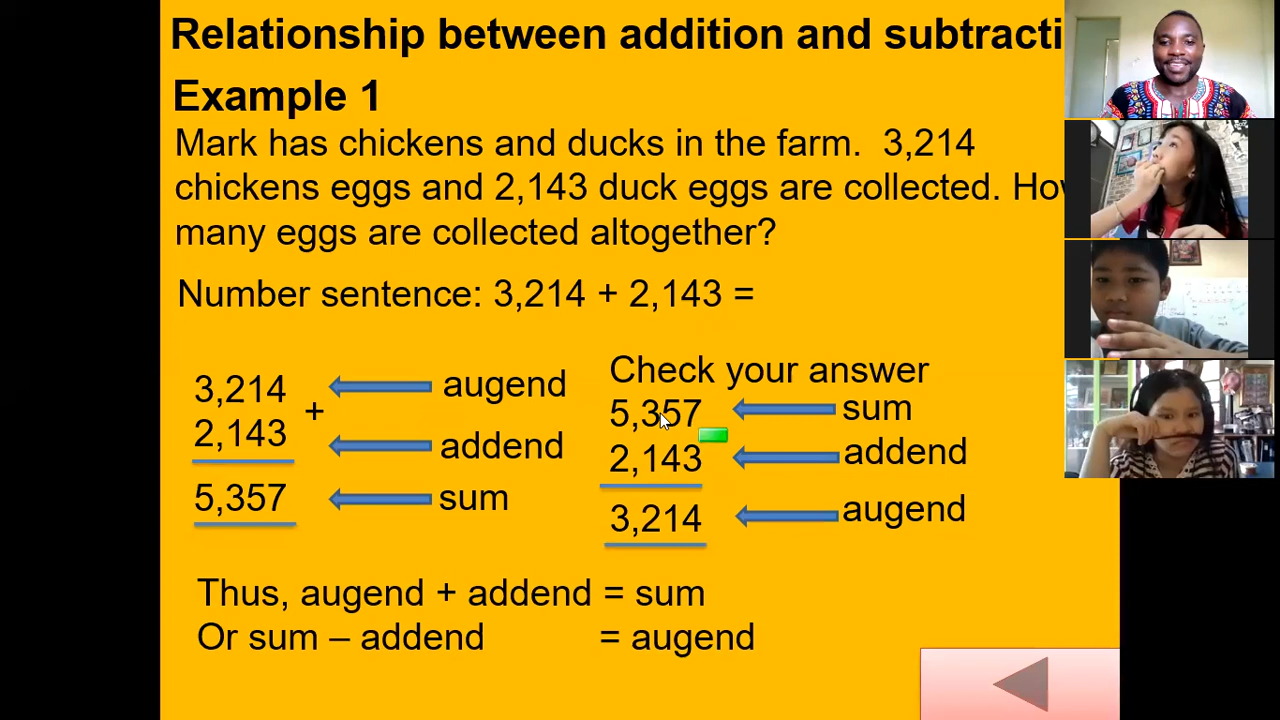 Relationship between addition and subtracti
Example 1
Mark has chickens and ducks in the farm. 3,214
chickens eggs and 2,143 duck eggs are collected. How
many eggs are collected altogether?
Number sentence: 3,214 + 2,143 =
3,214
augend
+
2,143
addend
5,357
sum
Check your answer
5,357
sum
2,143
addend
3,214
augend
Thus, augend + addend = sum
Or sum – addend = augend